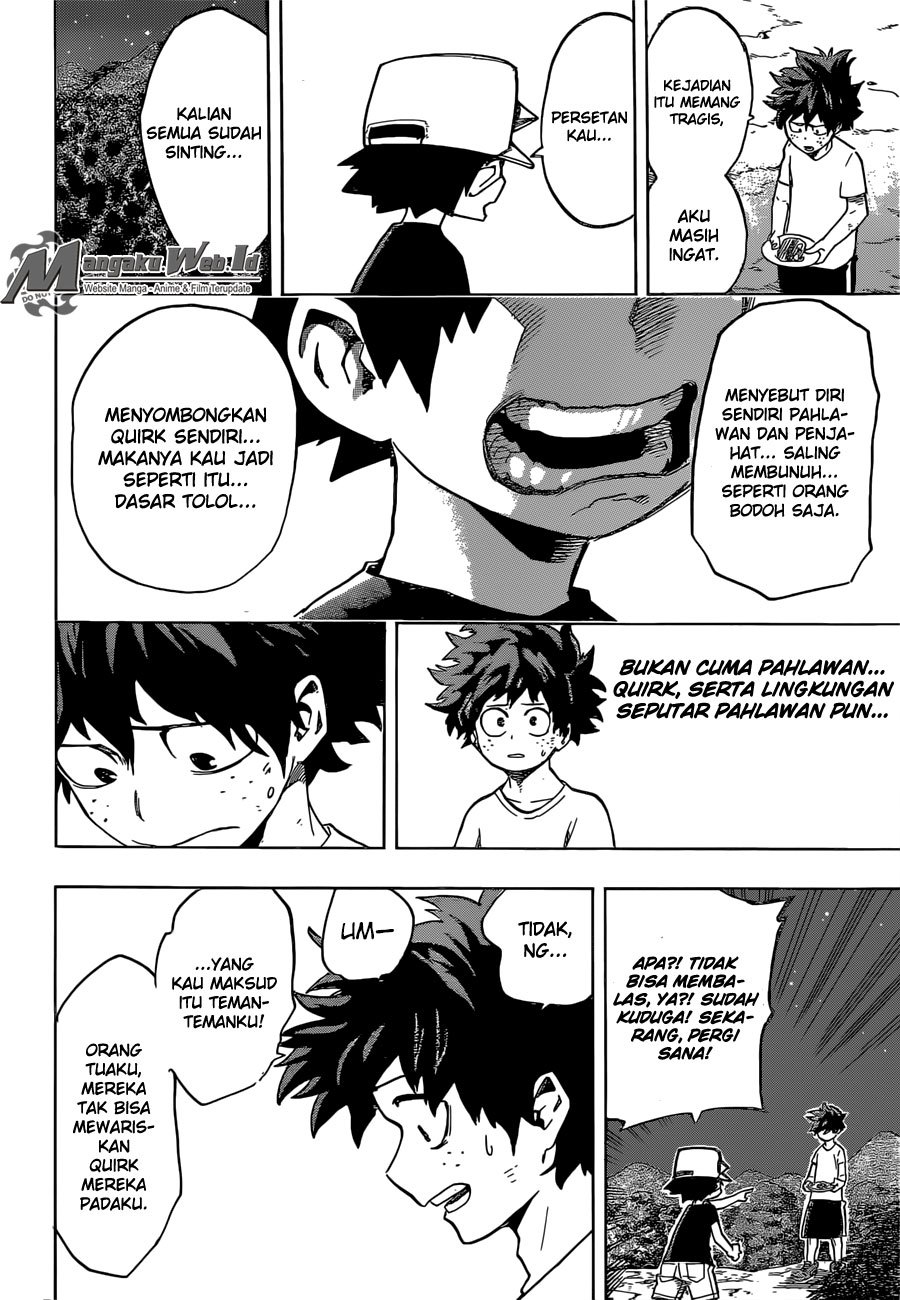 KEJADIAN
ITU MEMANG
TRAGIS,
AKU
MASIH
INGAT.
PERSETAN
KAU...
KALIAN
SEMUA SUDAH
SINTING...
Mangaku.Web.Id
DO NO
Website Manga - Anime & Film Terupdate
MENYEBUT DIRI
SENDIRI PAHLA-
WAN DAN PENJA-
HAT... SALING
MEMBUNUH...
SEPERTI ORANG
BODOH SAJA.
MENYOMBONGKAN
QUIRK SENDIRI...
MAKANYA KAU JADI
SEPERTI ITU...
DASAR TOLOL...
BUKAN CUMA PAHLAWAN...
QUIRK, SERTA LINGKUNGAN
SEPUTAR PAHLAWAN PUN...
APA?! TIDAK
BISA MEMBA-
LAS, YA?! SUDAH
KUDUGA! SEKA-
RANG, PERGI
SANA!
TIDAK,
NG...
UM-
...YANG
KAU MAKSUD
ITU TEMAN-
TEMANKU!
ORANG
TUAKU,
MEREKA
TAK BISA
MEWARIS-
KAN
QUIRK
MEREKA
PADAKU.